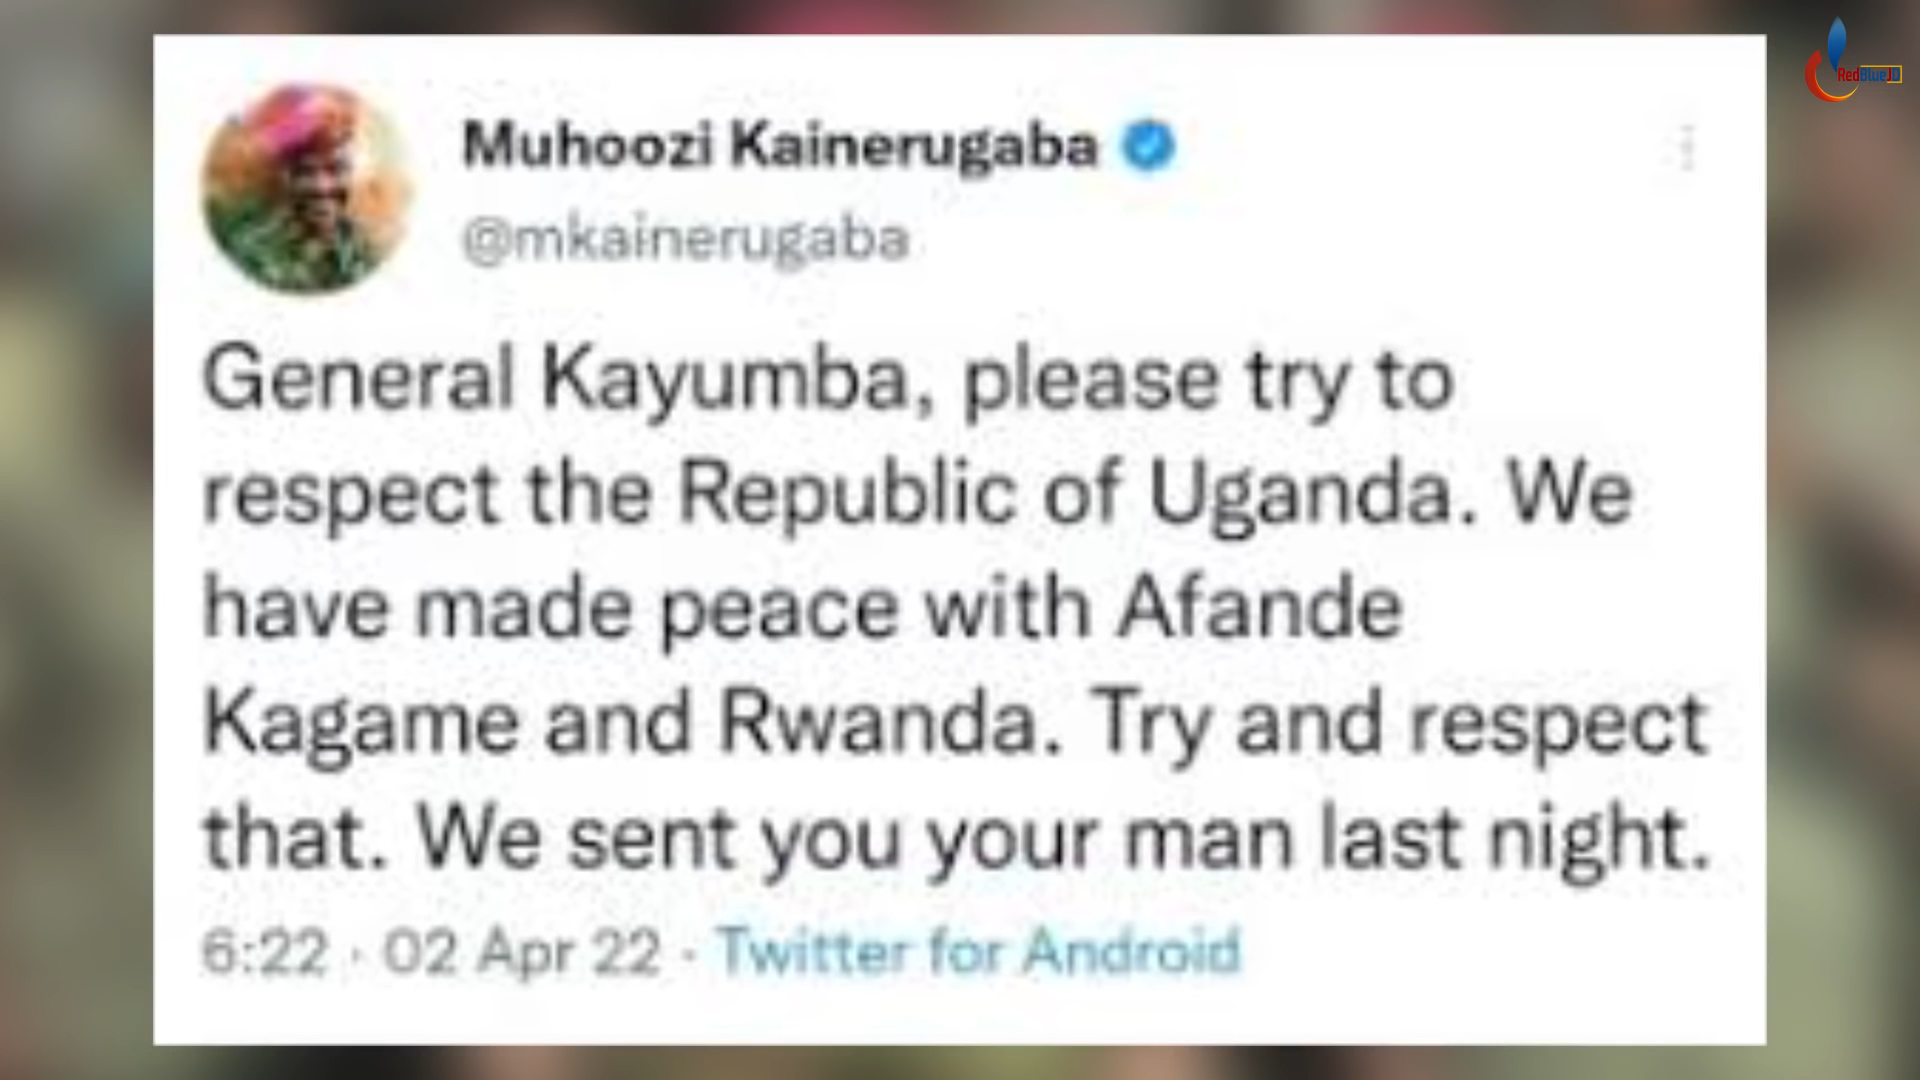 RedBlueJD
Muhoozi Kainerugaba
@mkainerugaba
General Kayumba, please try to
respect the Republic of Uganda. We
have made peace with Afande
Kagame and Rwanda. Try and respect
that. We sent you your man last night.
6:22 · 02 Apr 22 · Twitter for Android